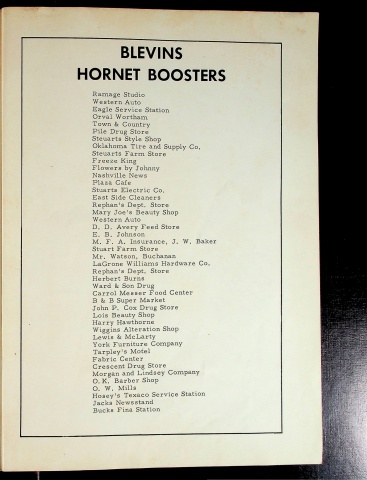 BLEVINS
HORNET BOOSTERS
Ramage Studio
Western Auto
Eagle Service Station
Orval Wortham
Town & Country
Pile Drug Store
Steuarts Style Shop
Oklahoma Tire and Supply Co.
Steuarts Farm Store
Freeze King
Flowers by Johnny
Nashville News
Plaza Cafe
Stuarts Electric Co.
East Side Cleaners
Rephan's Dept. Store
Mary Joe's Beauty Shop
Western Auto
D. D. Avery Feed Store
E. B. Johnson
M. F. A. Insurance, J. W. Baker
Stuart Farm Store
Mr. Watson, Buchanan
LaGrone Williams Hardware Co.
Rephan's Dept. Store
Herbert Burns
Ward & Son Drug
Carrol Messer Food Center
B & B Super Market
John P. Cox Drug Store
Lois Beauty Shop
Harry Hawthorne
Wiggins Alteration Shop
Lewis & McLarty
York Furniture Company
Tarpley's Motel
Fabric Center
Crescent Drug Store
Morgan and Lindsey Company
O.K. Barber Shop
O. W. Mills
Hosey's Texaco Service Station
Jacks Newsstand
Bucks Fina Station